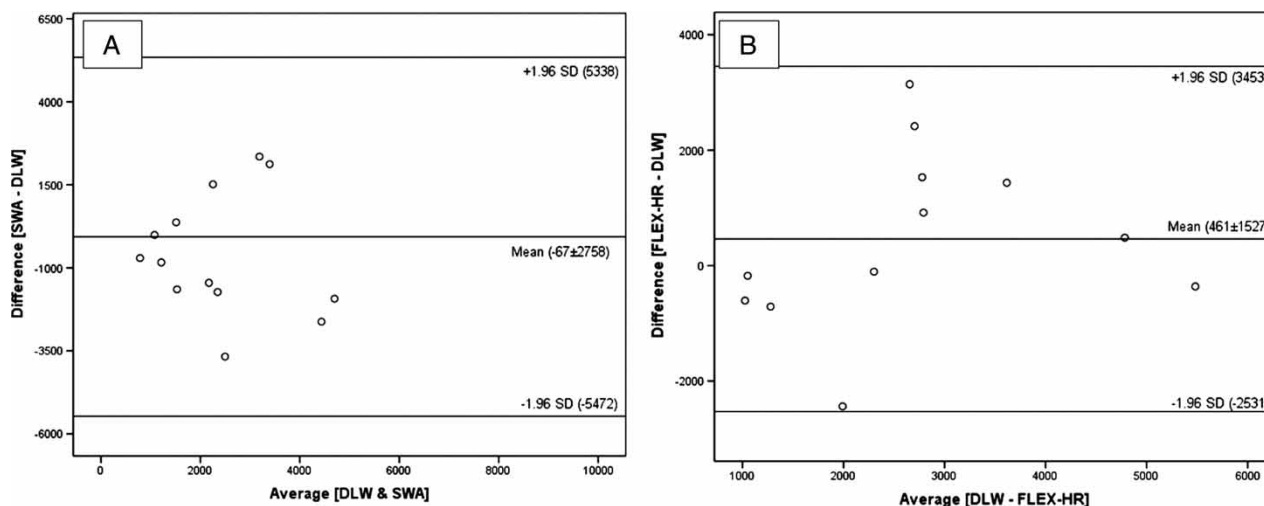 A
6500
4000
1500
-1000
-3500
-6000
Difference [SWA - DLW]
+1.96 SD (5338)
Mean (-67±2758)
-1.96 SD (-5472)
0 2000 4000 6000 8000 10000
Average [DLW & SWA]
B
4000
2000
0
-2000
Difference [FLEX-HR - DLW]
+1.96 SD (3453
Mean (461±1527
-1.96 SD (-2531
1000 2000 3000 4000 5000 6000
Average [DLW - FLEX-HR]